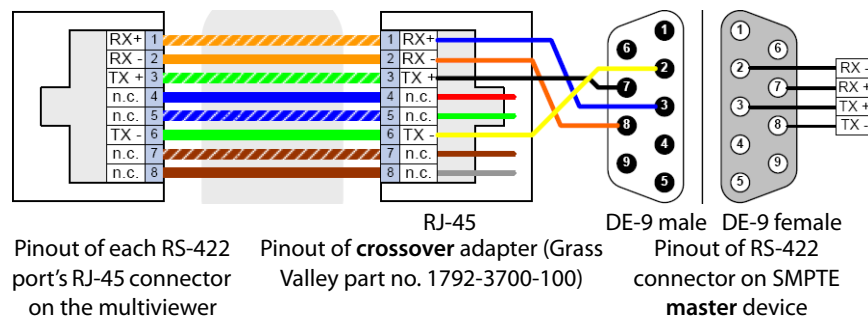 RX+ 1
RX - 2
TX + 3
n.c. 4
n.c. 5
TX - 6
n.c. 7
n.c. 8
1 RX+
2 RX -
3 TX +
4 n.c.
5 n.c.
6 TX -
7 n.c.
8 n.c.
1
6
2
7
3
8
4
9
5
1
6
2
7
3
8
4
9
5
RX -
RX +
TX +
TX -
RJ-45
DE-9 male
DE-9 female
Pinout of each RS-422
port's RJ-45 connector
on the multiviewer
Pinout of crossover adapter (Grass
Valley part no. 1792-3700-100)
Pinout of RS-422
connector on SMPTE
master device